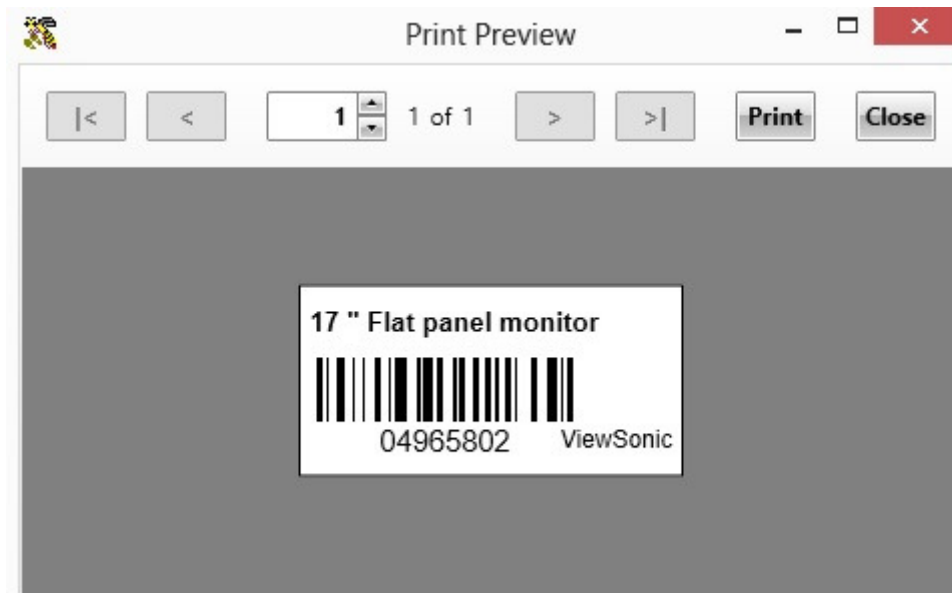 Print Preview
|< < 1 1 of 1 > >| Print Close
17 " Flat panel monitor
04965802 ViewSonic